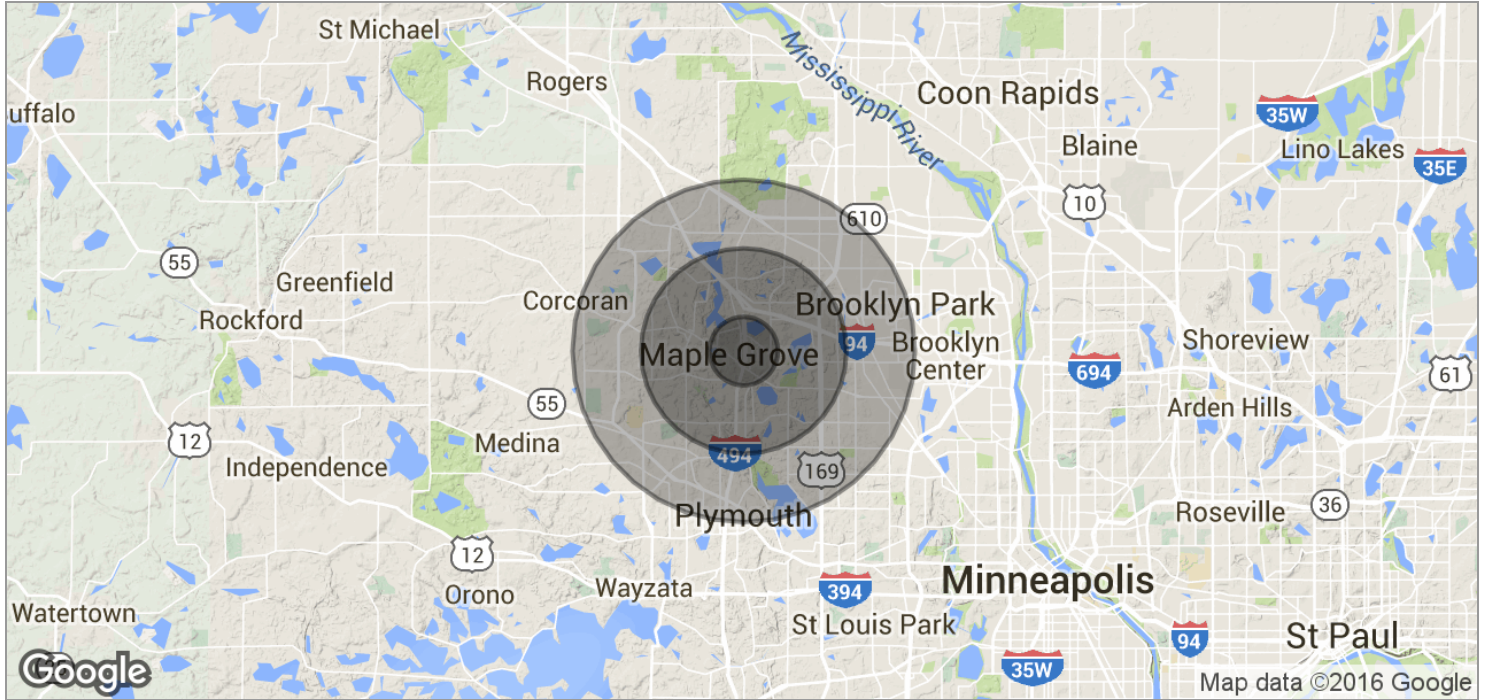 St Michael
Rogers
Mississippi River
Coon Rapids
35W
uffalo
Blaine
Lino Lakes
35E
10
610
55
Greenfield
Corcoran
Brooklyn Park
Rockford
94
Brooklyn
Center
Shoreview
Maple Grove
694
61
55
Arden Hills
12
Medina
494
169
Independence
Plymouth
Roseville
36
12
Minneapolis
Orono
Wayzata
394
Watertown
St Louis Park
94
St Paul
35W
Google
Map data ©2016 Google